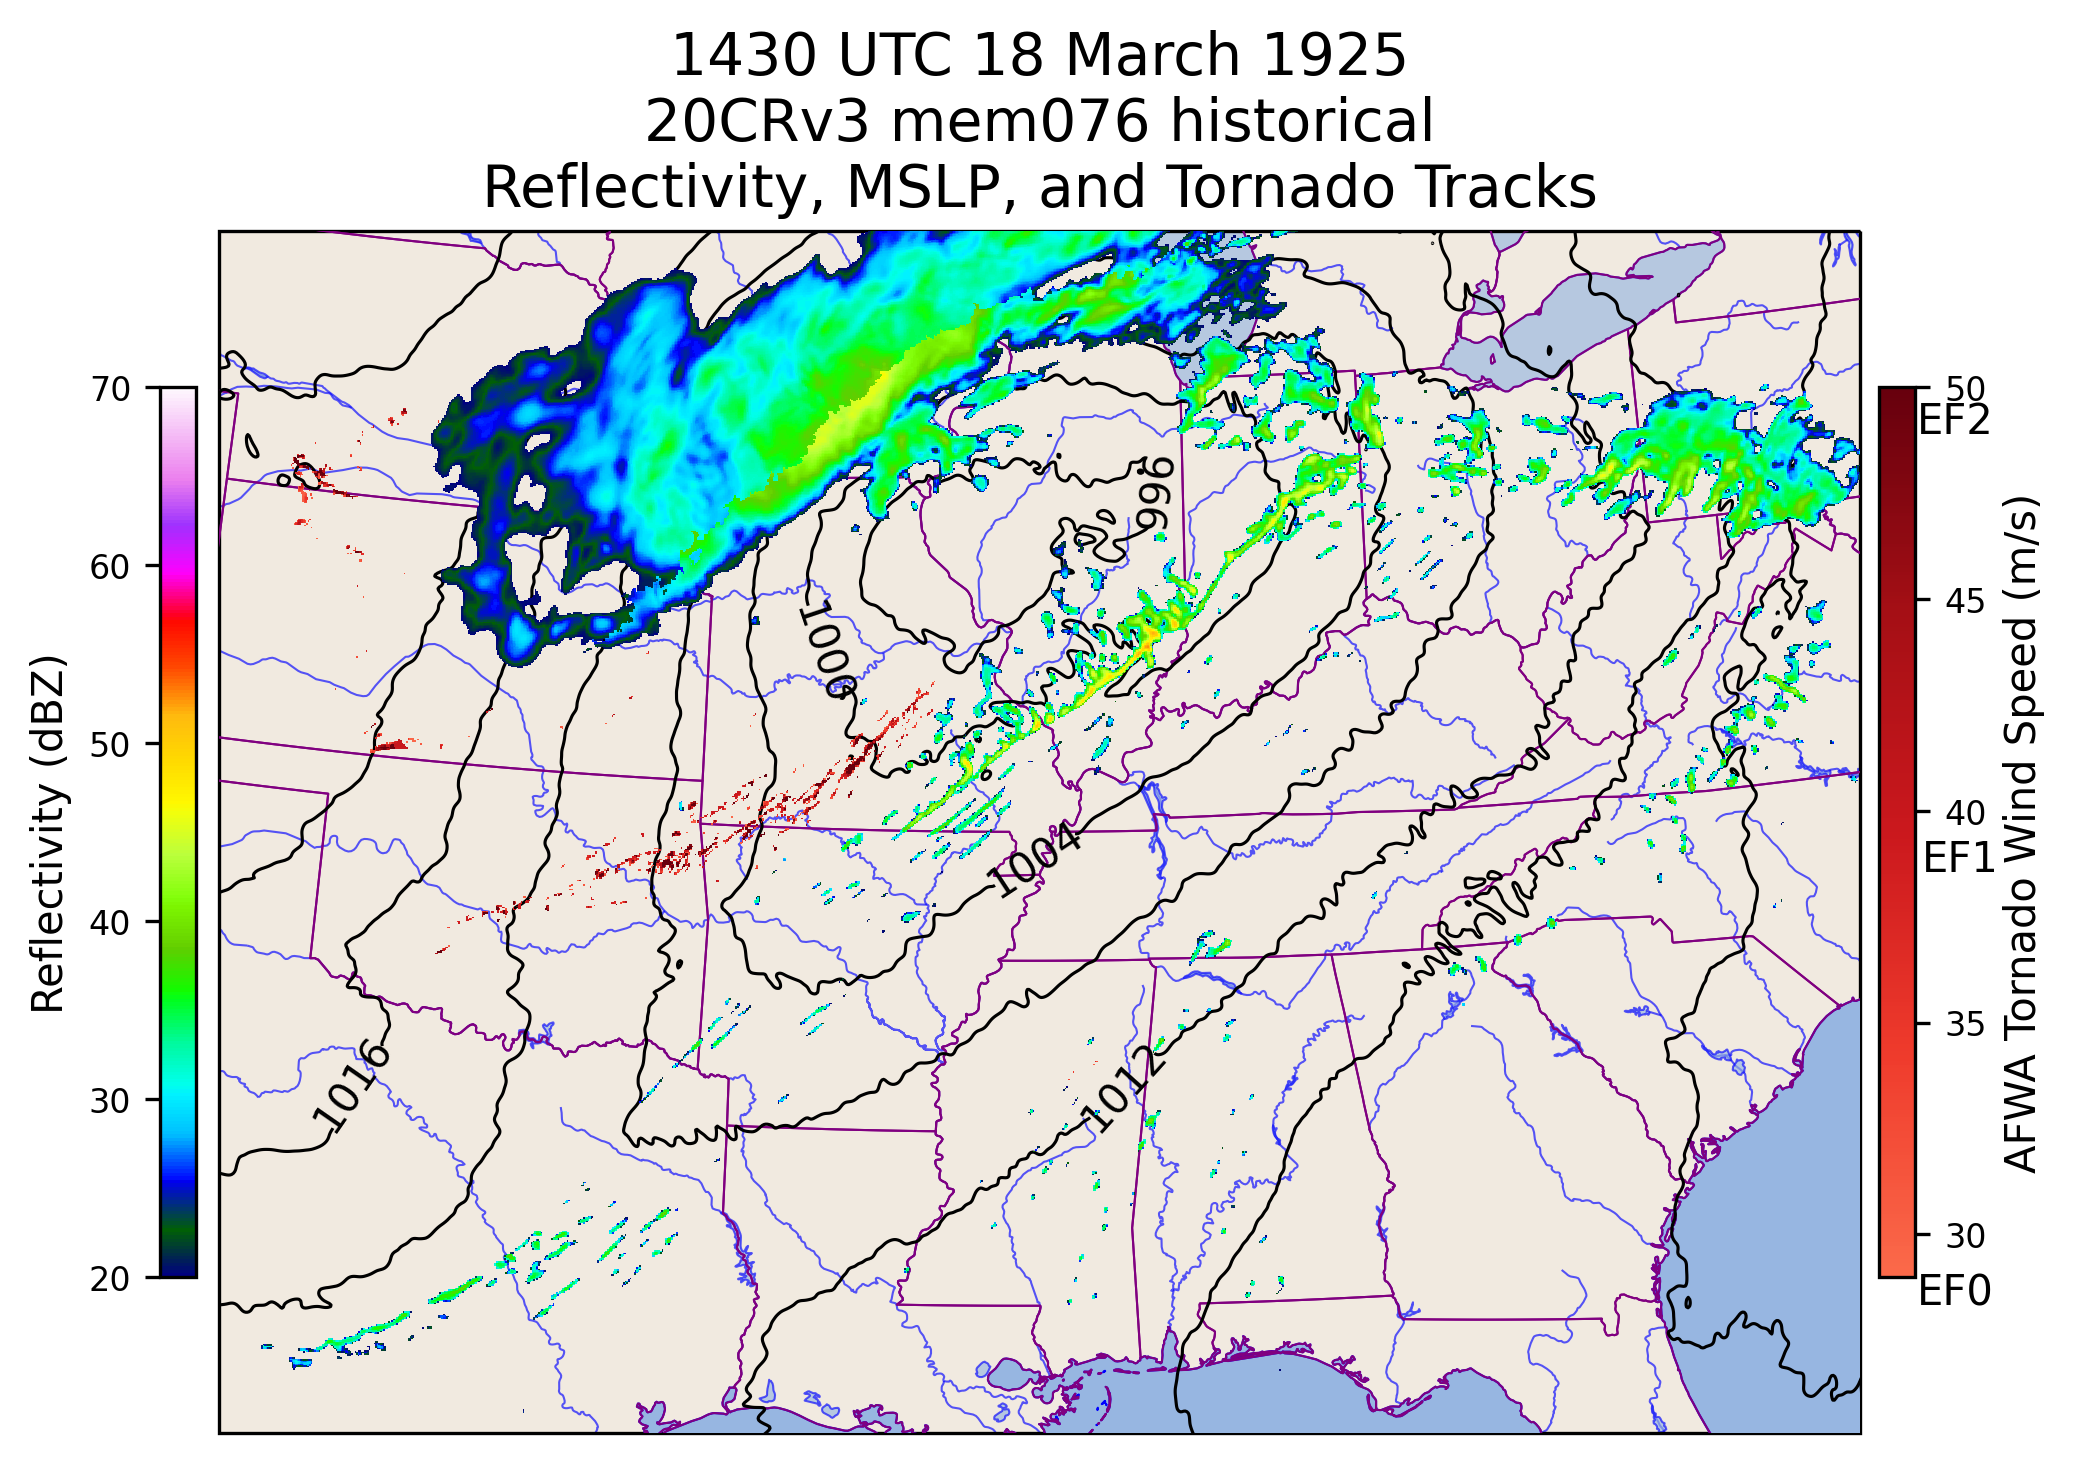 1430 UTC 18 March 1925
20CRv3 mem076 historical
Reflectivity, MSLP, and Tornado Tracks
Reflectivity (dBZ)
70
60
50
40
30
20
996
1000
1004
1012
1016
50
EF2
45
40
EF1
35
30
EF0
AFWA Tornado Wind Speed (m/s)